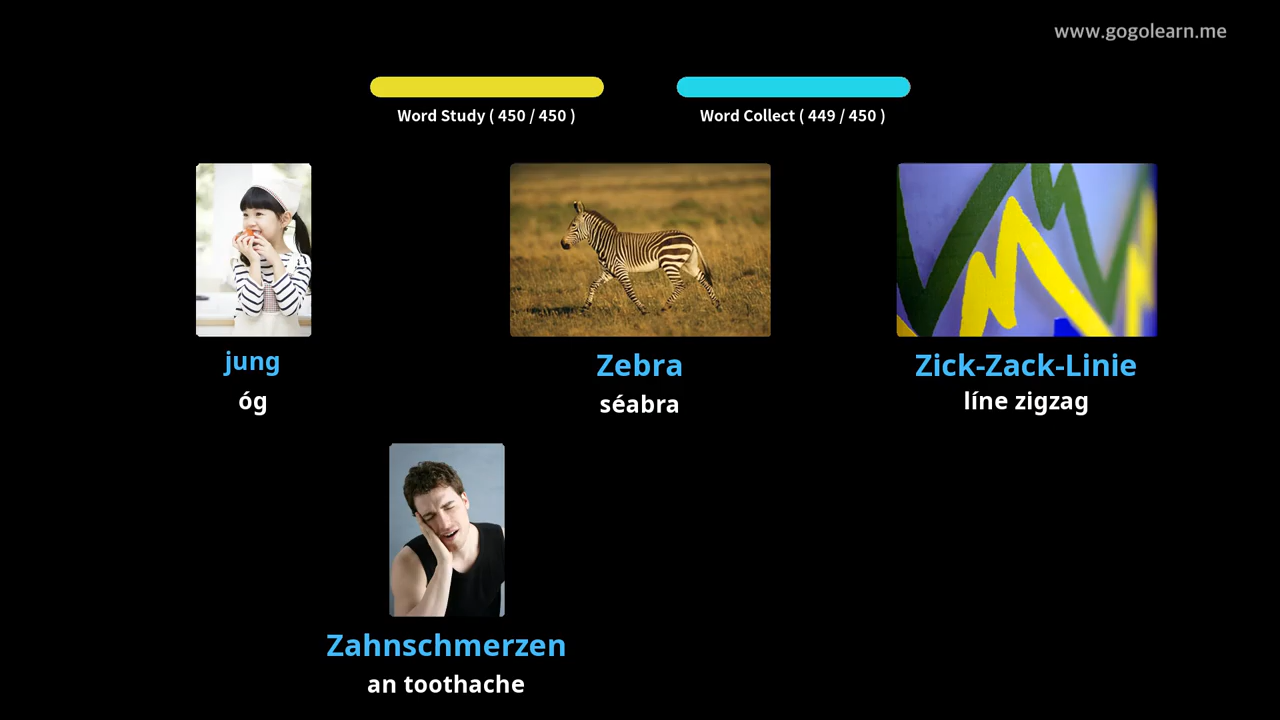 www.gogolearn.me
Word Study ( 450 / 450 )
Word Collect ( 449 / 450 )
jung
óg
Zebra
séabra
Zick-Zack-Linie
líne zigzag
Zahnschmerzen
an toothache